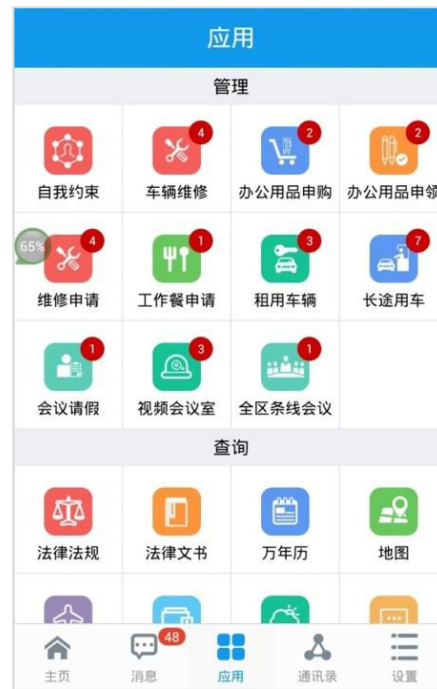 应用
管理
4 2 2
自我约束 车辆维修 办公用品申购 办公用品申领
65% 4 1 3 7
维修申请 工作餐申请 租用车辆 长途用车
1 3 1
会议请假 视频会议室 全区条线会议
查询
法律法规 法律文书 万年历 地图
48
主页 消息 应用 通讯录 设置